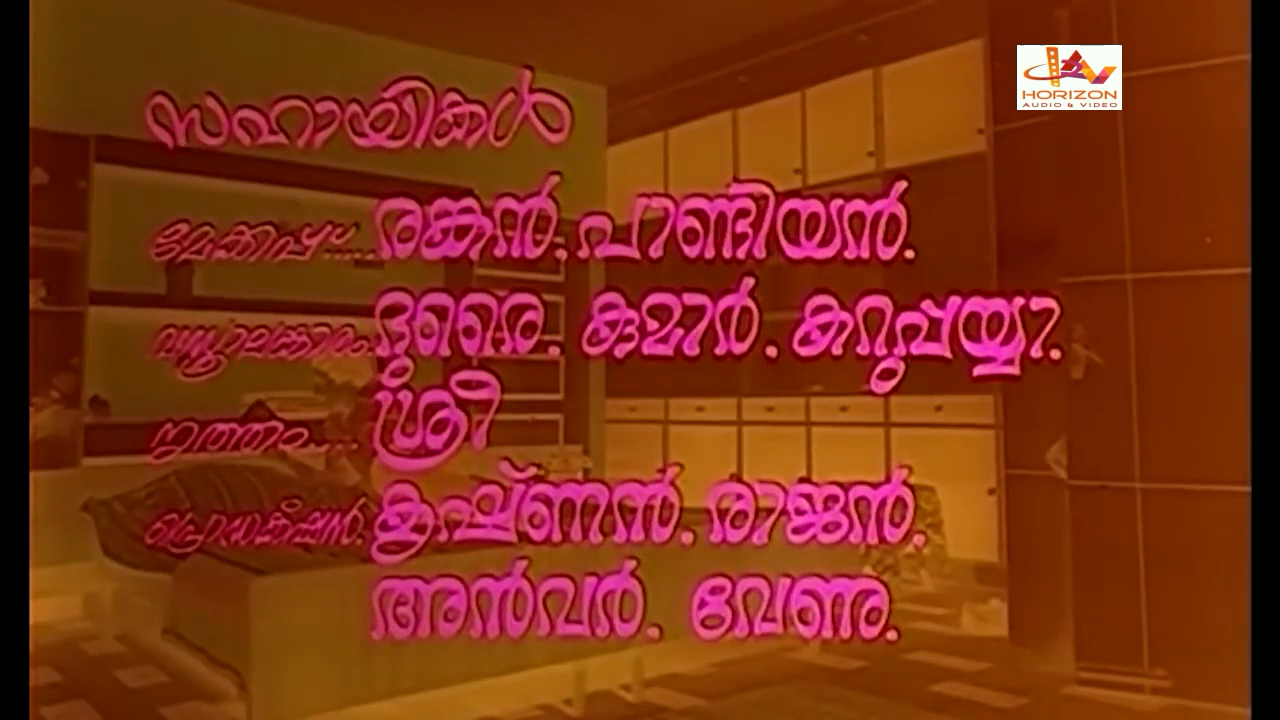 HORIZON
AUDIO & VIDEO
സഹായികൾ
മേക്കപ്പ്..... രങ്കൻ. പാണ്ടിയൻ.
വസ്ത്രാലങ്കാരം. ദുരൈ. കുമാർ. കറുപ്പയ്യാ.
നൃത്തം.... ശ്രീ
പ്രൊഡക്ഷൻ. കൃഷ്ണൻ. രാജൻ.
അൻവർ. വേണു.